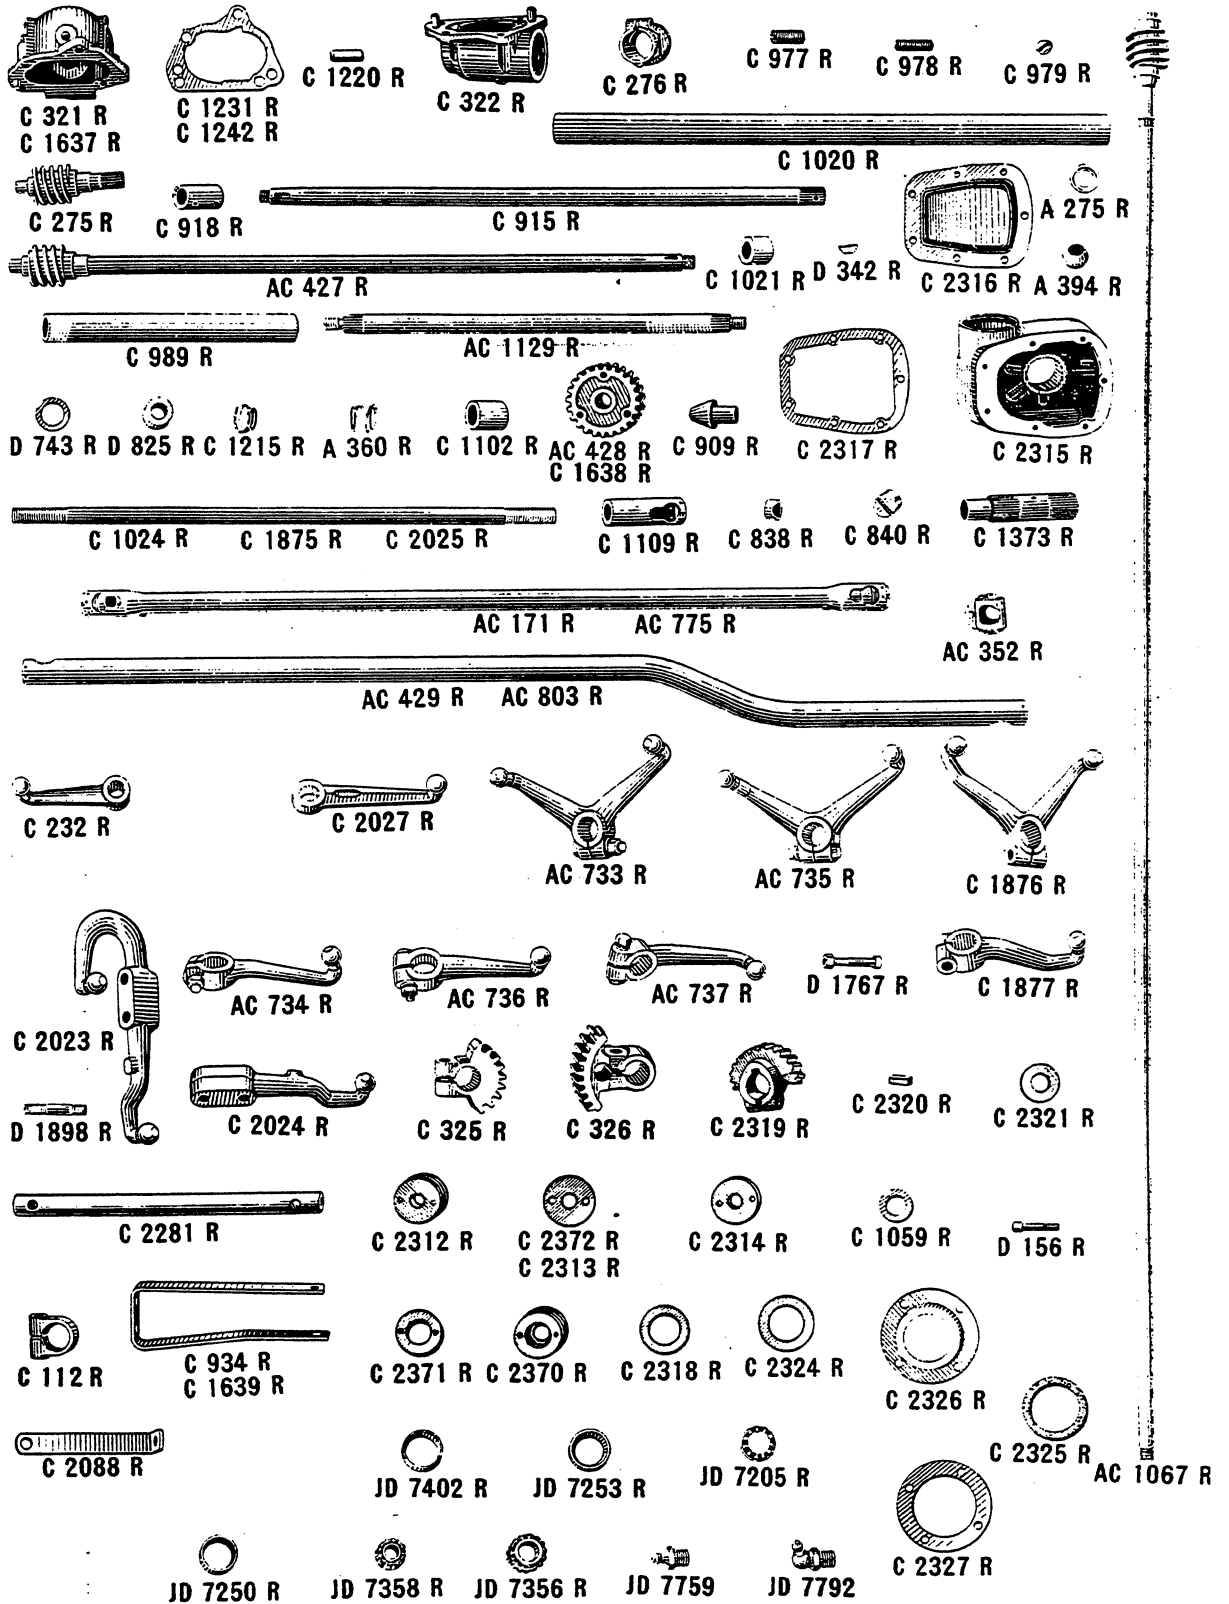 C 321 R
C 1637 R
C 1231 R
C 1242 R
C 1220 R
C 322 R
C 276 R
C 977 R
C 978 R
C 979 R
C 1020 R
C 275 R
C 918 R
C 915 R
A 275 R
AC 427 R
C 1021 R
D 342 R
C 2316 R
A 394 R
C 989 R
AC 1129 R
D 743 R
D 825 R
C 1215 R
A 360 R
C 1102 R
AC 428 R
C 1638 R
C 909 R
C 2317 R
C 2315 R
C 1024 R
C 1875 R
C 2025 R
C 1109 R
C 838 R
C 840 R
C 1373 R
AC 171 R
AC 775 R
AC 352 R
AC 429 R
AC 803 R
C 232 R
C 2027 R
AC 733 R
AC 735 R
C 1876 R
C 2023 R
AC 734 R
AC 736 R
AC 737 R
D 1767 R
C 1877 R
D 1898 R
C 2024 R
C 325 R
C 326 R
C 2319 R
C 2320 R
C 2321 R
C 2281 R
C 2312 R
C 2372 R
C 2313 R
C 2314 R
C 1059 R
D 156 R
C 112 R
C 934 R
C 1639 R
C 2371 R
C 2370 R
C 2318 R
C 2324 R
C 2326 R
C 2088 R
JD 7402 R
JD 7253 R
JD 7205 R
C 2325 R
AC 1067 R
JD 7250 R
JD 7358 R
JD 7356 R
JD 7759
JD 7792
C 2327 R